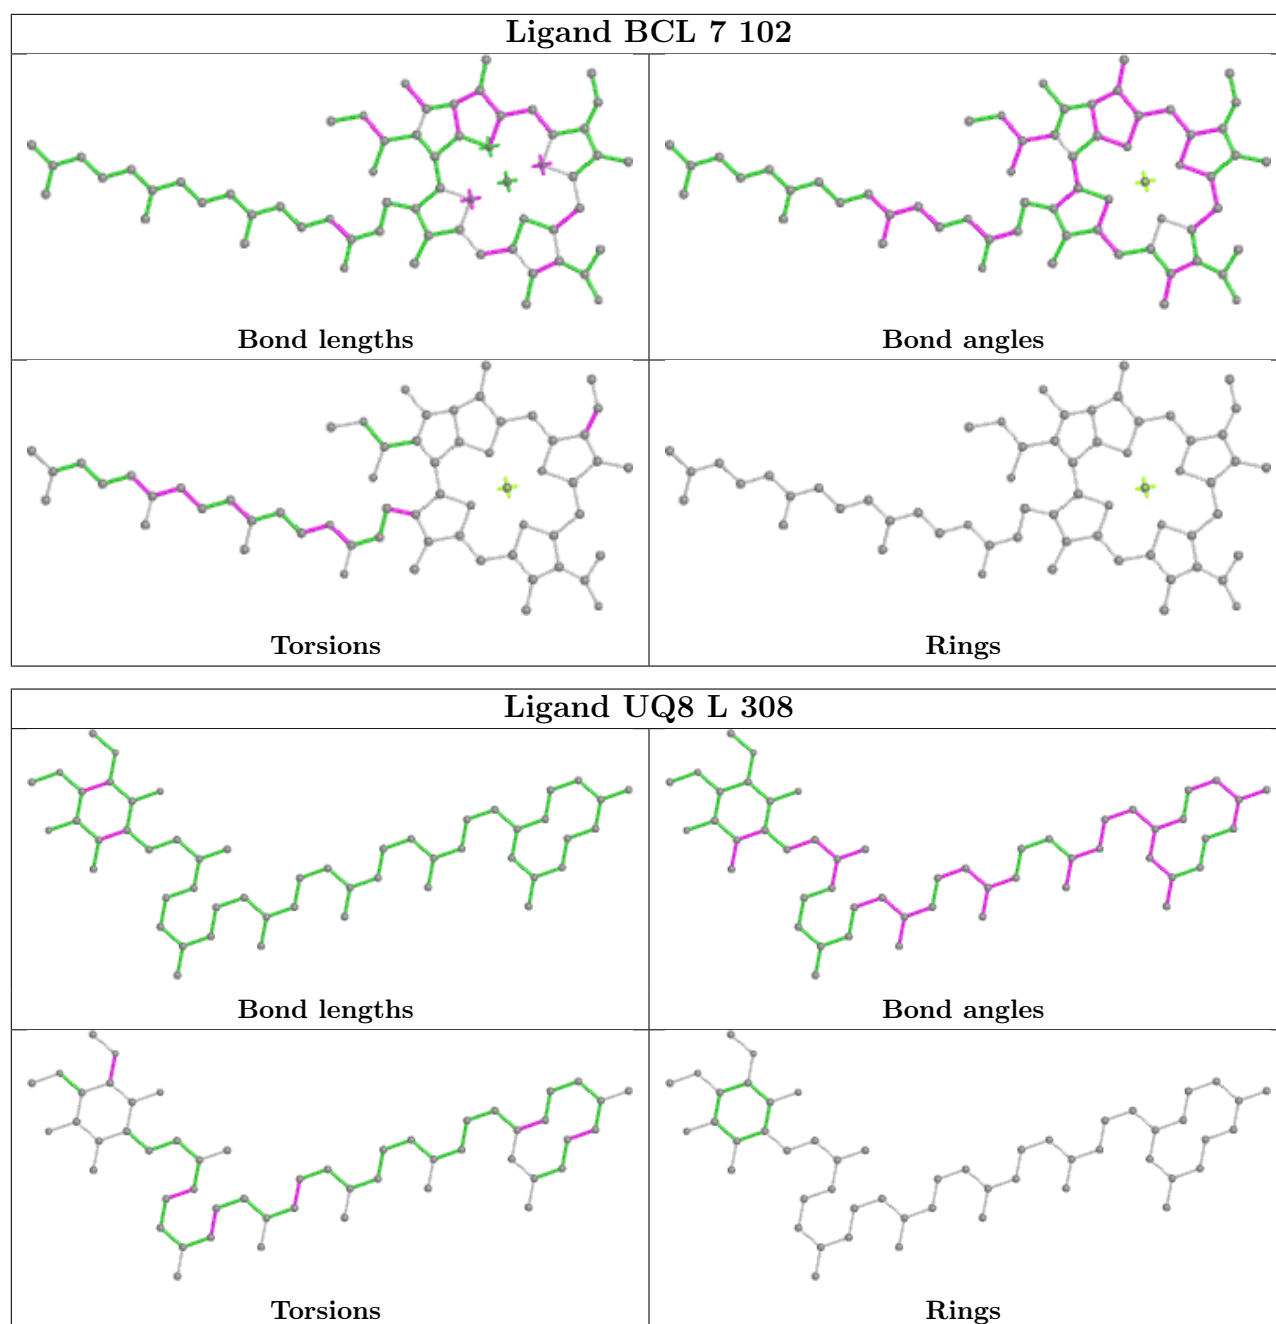 Ligand BCL 7 102
Bond lengths
Bond angles
Torsions
Rings
Ligand UQ8 L 308
Bond lengths
Bond angles
Torsions
Rings